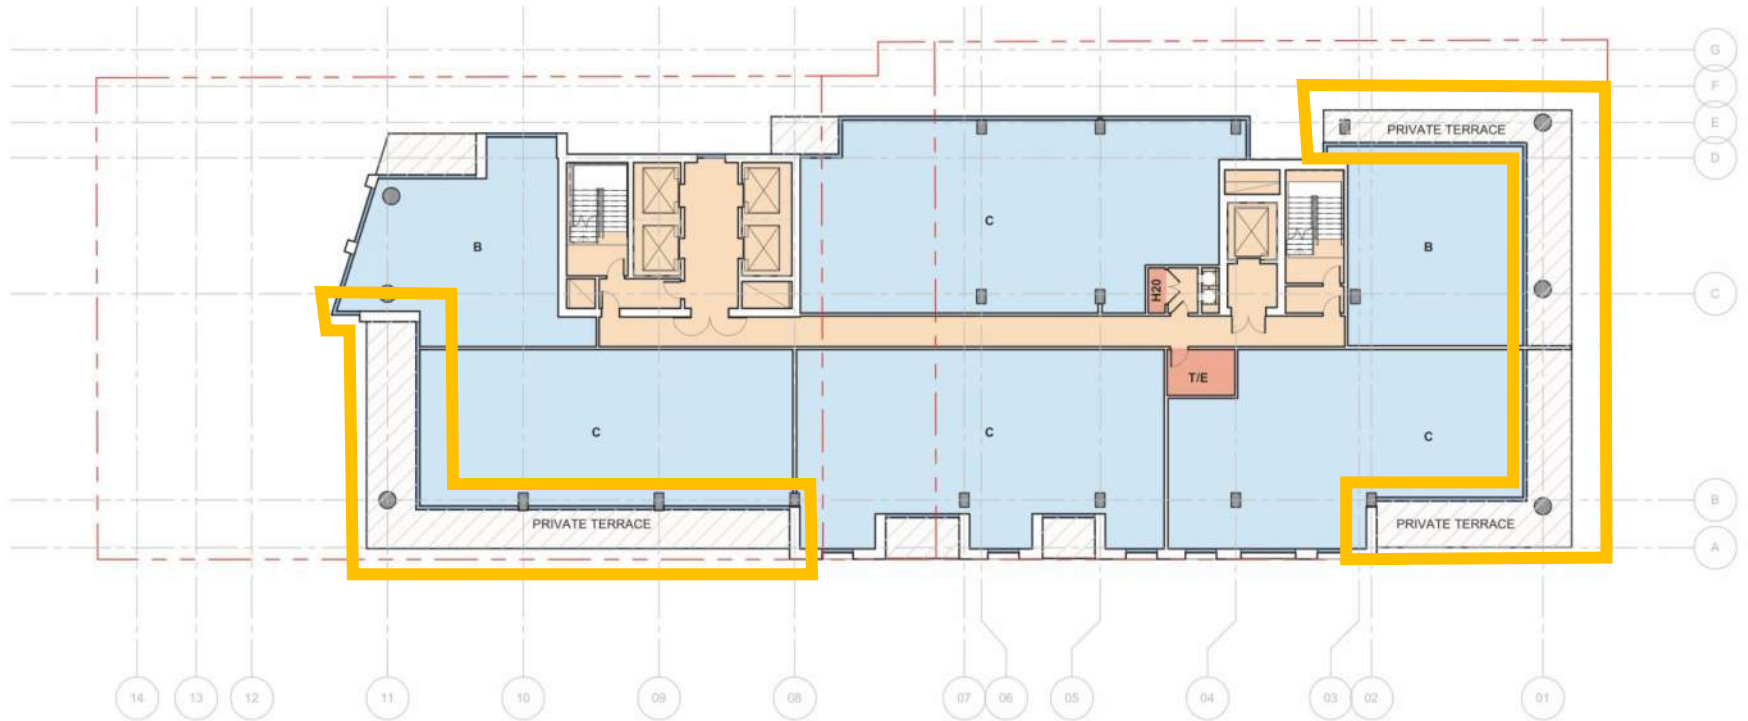 G
F
E
PRIVATE TERRACE
D
C
B
B
C
H20
T/E
C
C
C
B
PRIVATE TERRACE
PRIVATE TERRACE
A
14
13
12
11
10
09
08
07
06
05
04
03
02
01